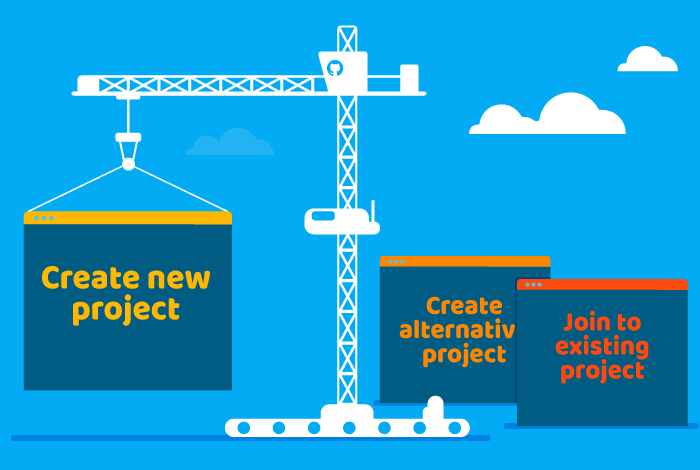 Create new
project
Create
alternativ
project
Join to
existing
project